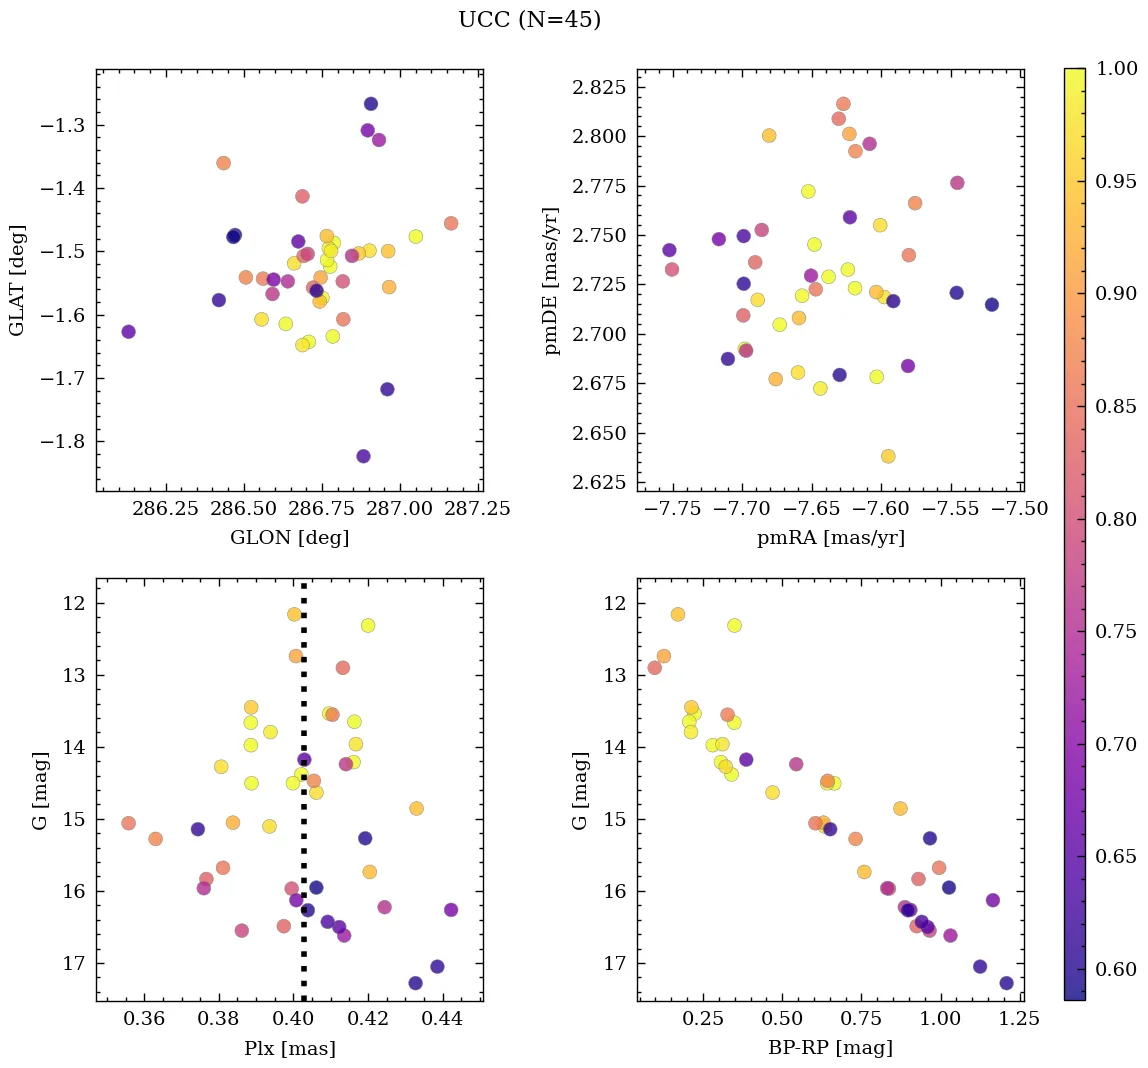 UCC (N=45)
−1.3
−1.4
−1.5
−1.6
−1.7
−1.8
GLAT [deg]
286.25 286.50 286.75 287.00 287.25
GLON [deg]
2.825
2.800
2.775
2.750
2.725
2.700
2.675
2.650
2.625
pmDE [mas/yr]
−7.75 −7.70 −7.65 −7.60 −7.55 −7.50
pmRA [mas/yr]
12
13
14
15
16
17
G [mag]
0.36 0.38 0.40 0.42 0.44
Plx [mas]
12
13
14
15
16
17
G [mag]
0.25 0.50 0.75 1.00 1.25
BP-RP [mag]
1.00
0.95
0.90
0.85
0.80
0.75
0.70
0.65
0.60